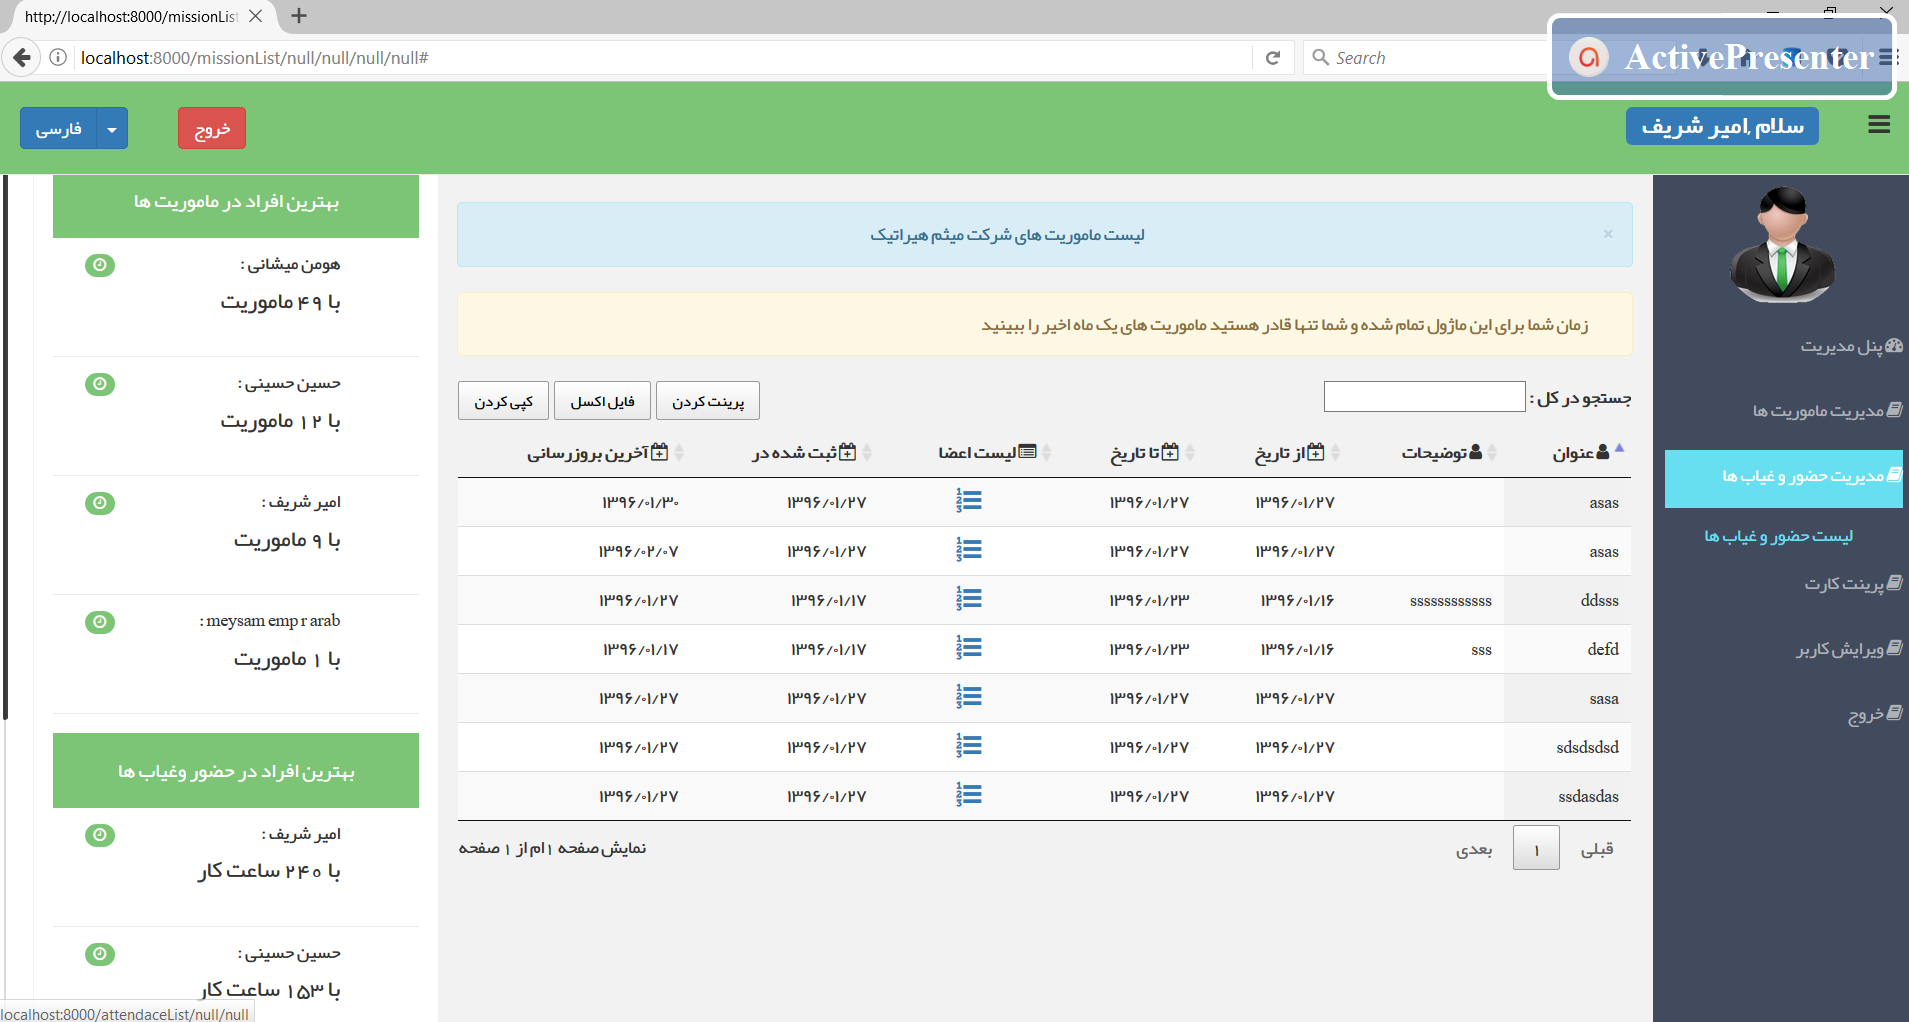 http://localhost:8000/missionList
localhost:8000/missionList/null/null/null/null#
Search
ActivePresenter
سلام ,امیر شریف
خروج
فارسی
پنل مدیریت
مدیریت ماموریت ها
مدیریت حضور و غیاب ها
لیست حضور و غیاب ها
پرینت کارت
ویرایش کاربر
خروج
×
لیست ماموریت های شرکت میثم هیراتیک
زمان شما برای این ماژول تمام شده و شما تنها قادر هستید ماموریت های یک ماه اخیر را ببینید
جستجو در کل :
پرینت کردن فایل اکسل کپی کردن
عنوان توضیحات از تاریخ تا تاریخ لیست اعضا ثبت شده در آخرین بروزرسانی
asas ۱۳۹۶/۰۱/۲۷ ۱۳۹۶/۰۱/۲۷ ۱۳۹۶/۰۱/۲۷ ۱۳۹۶/۰۱/۳۰
asas ۱۳۹۶/۰۱/۲۷ ۱۳۹۶/۰۱/۲۷ ۱۳۹۶/۰۱/۲۷ ۱۳۹۶/۰۲/۰۷
ddsss ssssssssssss ۱۳۹۶/۰۱/۱۶ ۱۳۹۶/۰۱/۲۳ ۱۳۹۶/۰۱/۱۷ ۱۳۹۶/۰۱/۲۷
defd sss ۱۳۹۶/۰۱/۱۶ ۱۳۹۶/۰۱/۲۳ ۱۳۹۶/۰۱/۱۷ ۱۳۹۶/۰۱/۱۷
sasa ۱۳۹۶/۰۱/۲۷ ۱۳۹۶/۰۱/۲۷ ۱۳۹۶/۰۱/۲۷ ۱۳۹۶/۰۱/۲۷
sdsdsdsd ۱۳۹۶/۰۱/۲۷ ۱۳۹۶/۰۱/۲۷ ۱۳۹۶/۰۱/۲۷ ۱۳۹۶/۰۱/۲۷
ssdasdas ۱۳۹۶/۰۱/۲۷ ۱۳۹۶/۰۱/۲۷ ۱۳۹۶/۰۱/۲۷ ۱۳۹۶/۰۱/۲۷
قبلی ۱ بعدی
نمایش صفحه ۱ام از ۱ صفحه
بهترین افراد در ماموریت ها
هومن میشانی :
با ۴۹ ماموریت
حسین حسینی :
با ۱۲ ماموریت
امیر شریف :
با ۹ ماموریت
meysam emp r arab :
با ۱ ماموریت
بهترین افراد در حضور وغیاب ها
امیر شریف :
با ۲۴۰ ساعت کار
حسین حسینی :
با ۱۵۳ ساعت کار
localhost:8000/attendaceList/null/null